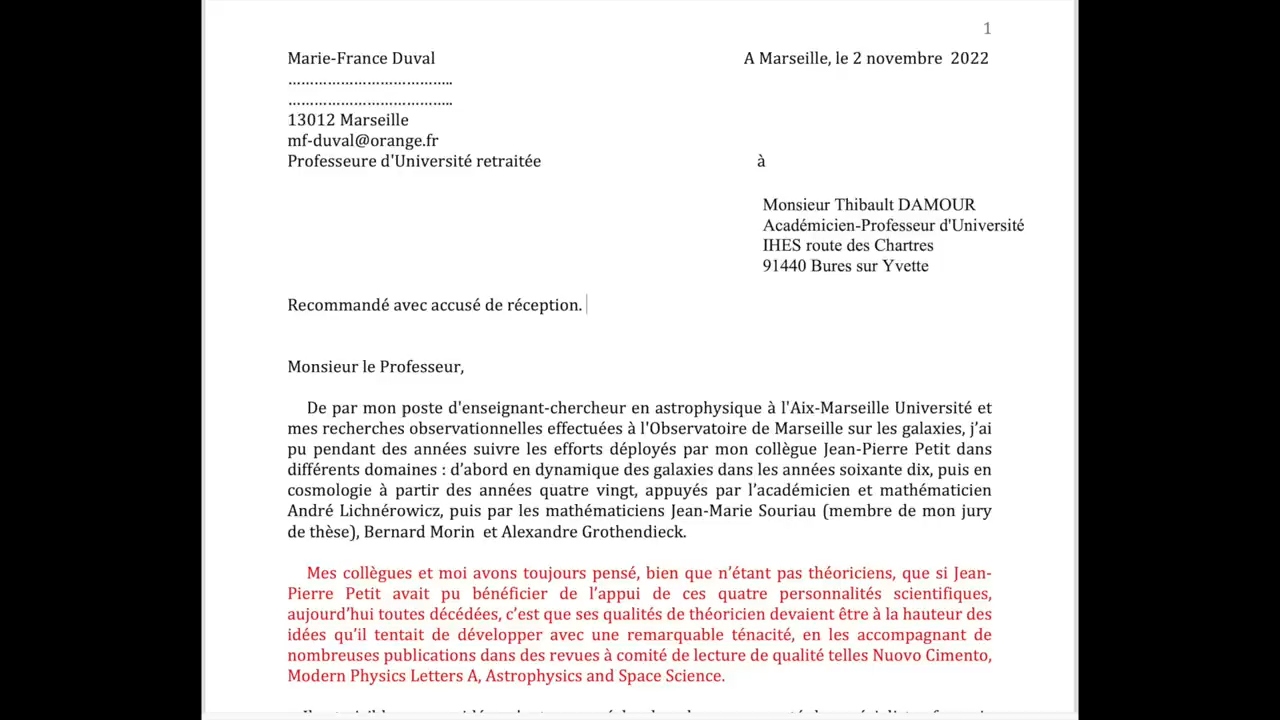 1
Marie-France Duval
A Marseille, le 2 novembre 2022
………………………………..
………………………………..
13012 Marseille
mf-duval@orange.fr
Professeure d'Université retraitée
à
Monsieur Thibault DAMOUR
Académicien-Professeur d'Université
IHES route des Chartres
91440 Bures sur Yvette
Recommandé avec accusé de réception.
Monsieur le Professeur,
De par mon poste d'enseignant-chercheur en astrophysique à l'Aix-Marseille Université et
mes recherches observationnelles effectuées à l'Observatoire de Marseille sur les galaxies, j’ai
pu pendant des années suivre les efforts déployés par mon collègue Jean-Pierre Petit dans
différents domaines : d’abord en dynamique des galaxies dans les années soixante dix, puis en
cosmologie à partir des années quatre vingt, appuyés par l’académicien et mathématicien
André Lichnérowicz, puis par les mathématiciens Jean-Marie Souriau (membre de mon jury
de thèse), Bernard Morin et Alexandre Grothendieck.
Mes collègues et moi avons toujours pensé, bien que n’étant pas théoriciens, que si Jean-
Pierre Petit avait pu bénéficier de l’appui de ces quatre personnalités scientifiques,
aujourd’hui toutes décédées, c’est que ses qualités de théoricien devaient être à la hauteur des
idées qu’il tentait de développer avec une remarquable ténacité, en les accompagnant de
nombreuses publications dans des revues à comité de lecture de qualité telles Nuovo Cimento,
Modern Physics Letters A, Astrophysics and Space Science.